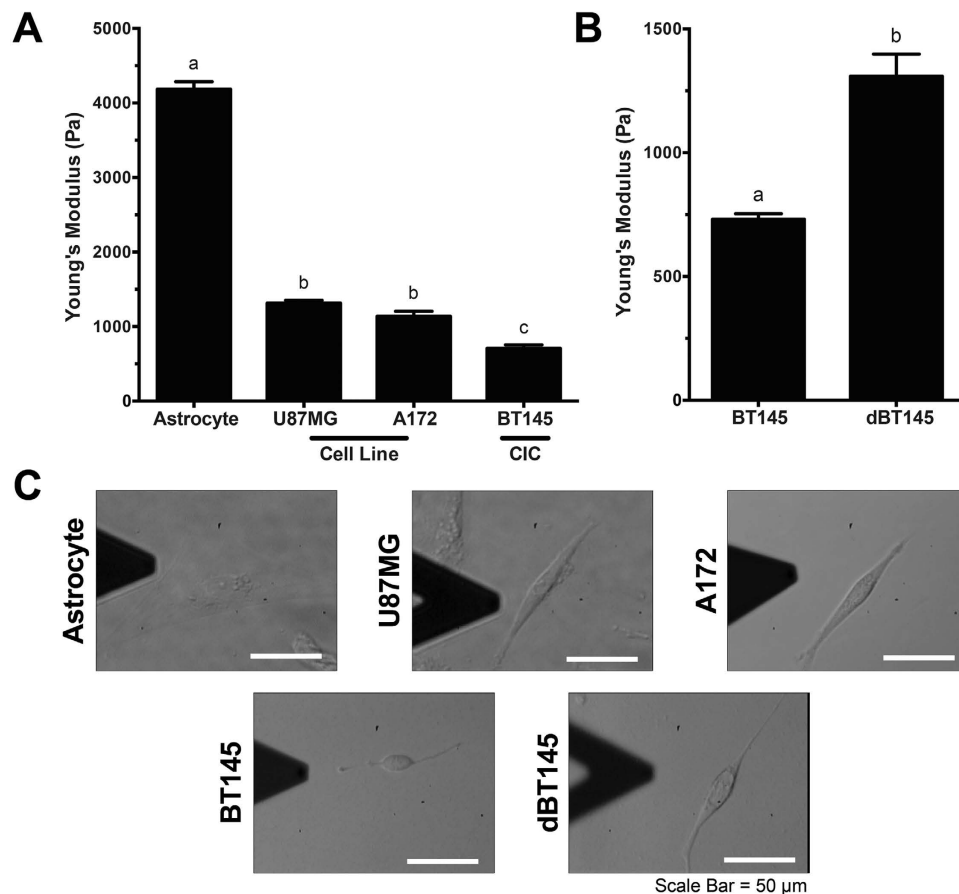 A
Young's Modulus (Pa)
5000
4000
3000
2000
1000
0
a
b
b
c
Astrocyte
U87MG
A172
BT145
Cell Line
CIC
B
Young's Modulus (Pa)
1500
1000
500
0
a
b
BT145
dBT145
C
Astrocyte
U87MG
A172
BT145
dBT145
Scale Bar = 50 µm